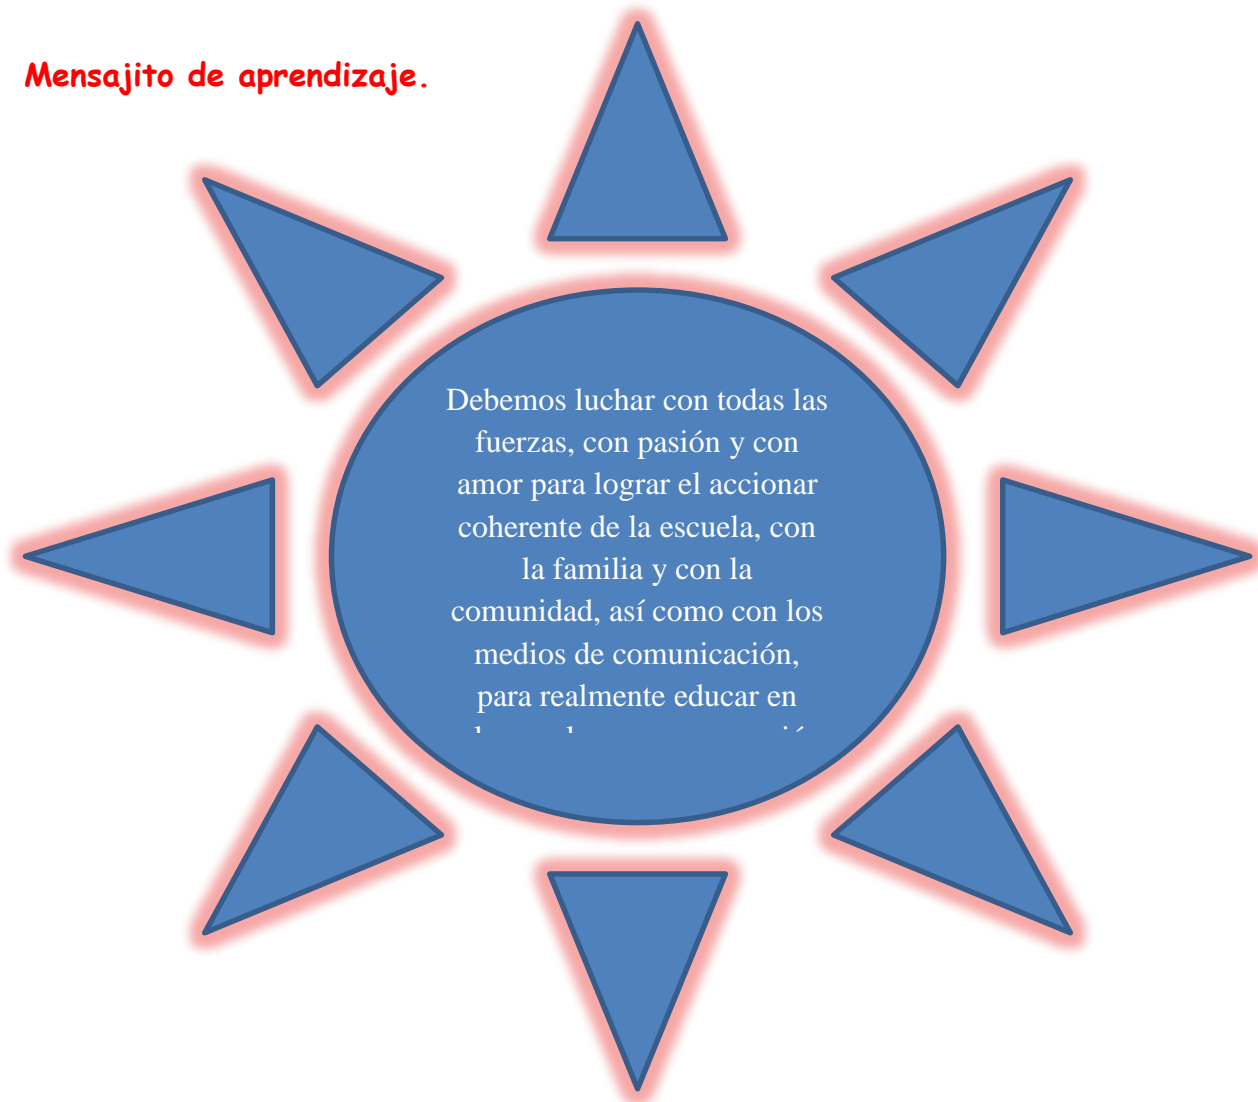 Mensajito de aprendizaje.
Debemos luchar con todas las
fuerzas, con pasión y con
amor para lograr el accionar
coherente de la escuela, con
la familia y con la
comunidad, así como con los
medios de comunicación,
para realmente educar en